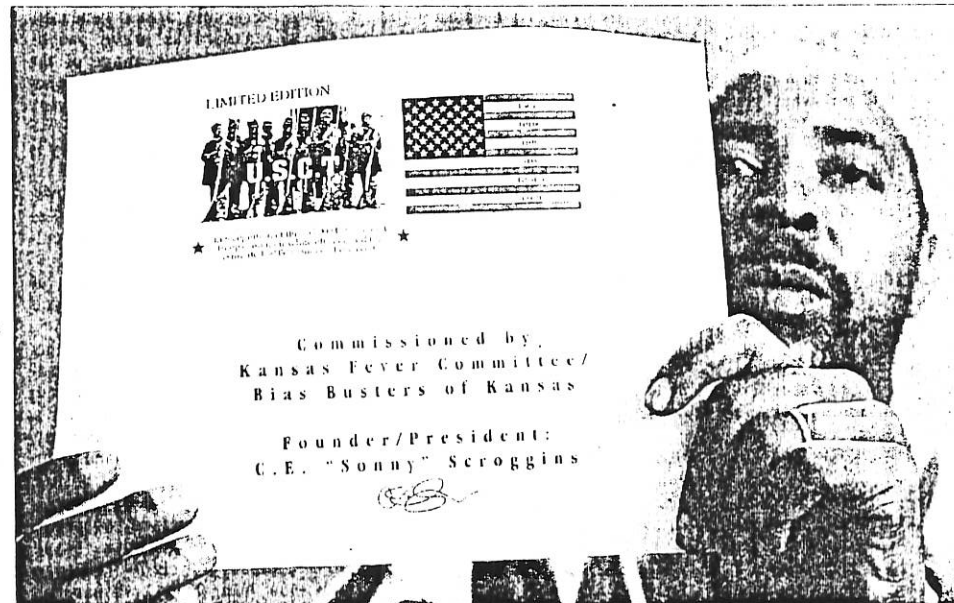 LIMITED EDITION
U.S.C.T.
Commissioned by
Kansas Fever Committee/
Bias Busters of Kansas
Founder/President:
C.E. "Sonny" Scroggins